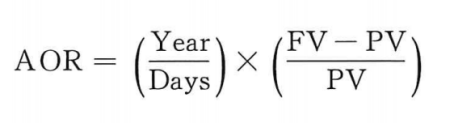 AOR = (Year/Days) × (FV − PV/PV)